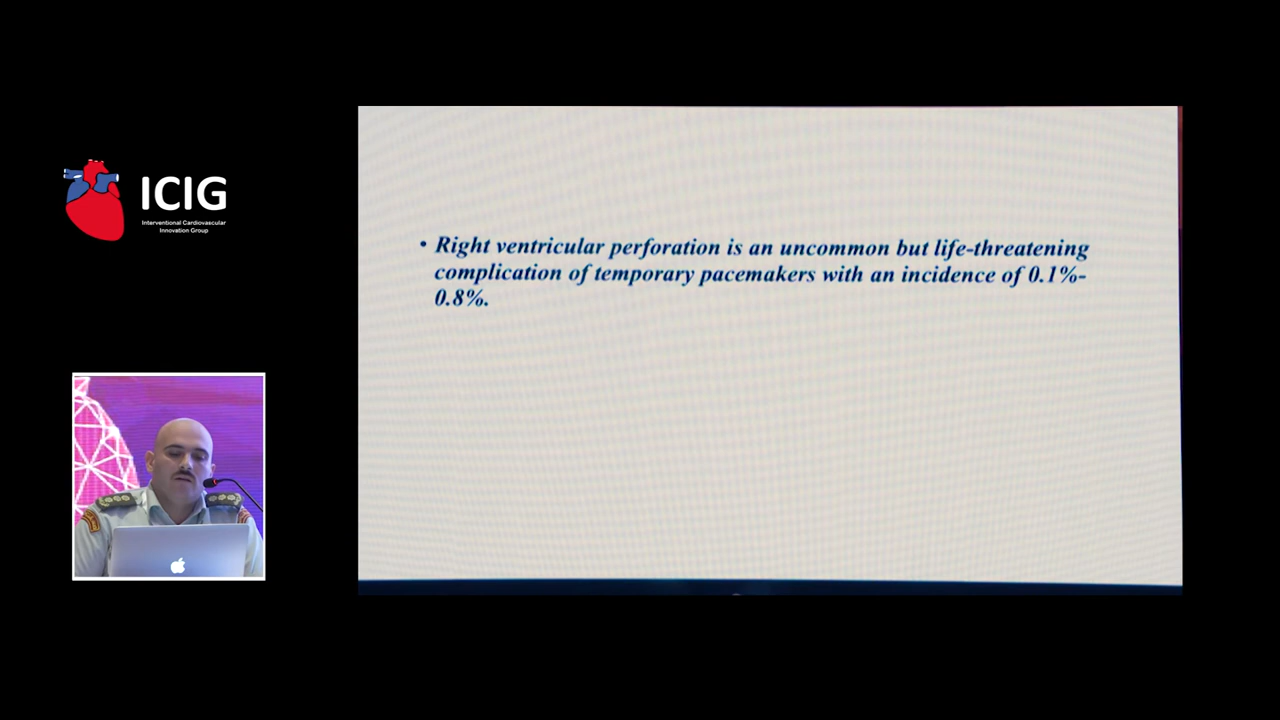 ICIG
Interventional Cardiovascular
Innovation Group
• Right ventricular perforation is an uncommon but life-threatening
complication of temporary pacemakers with an incidence of 0.1%-
0.8%.